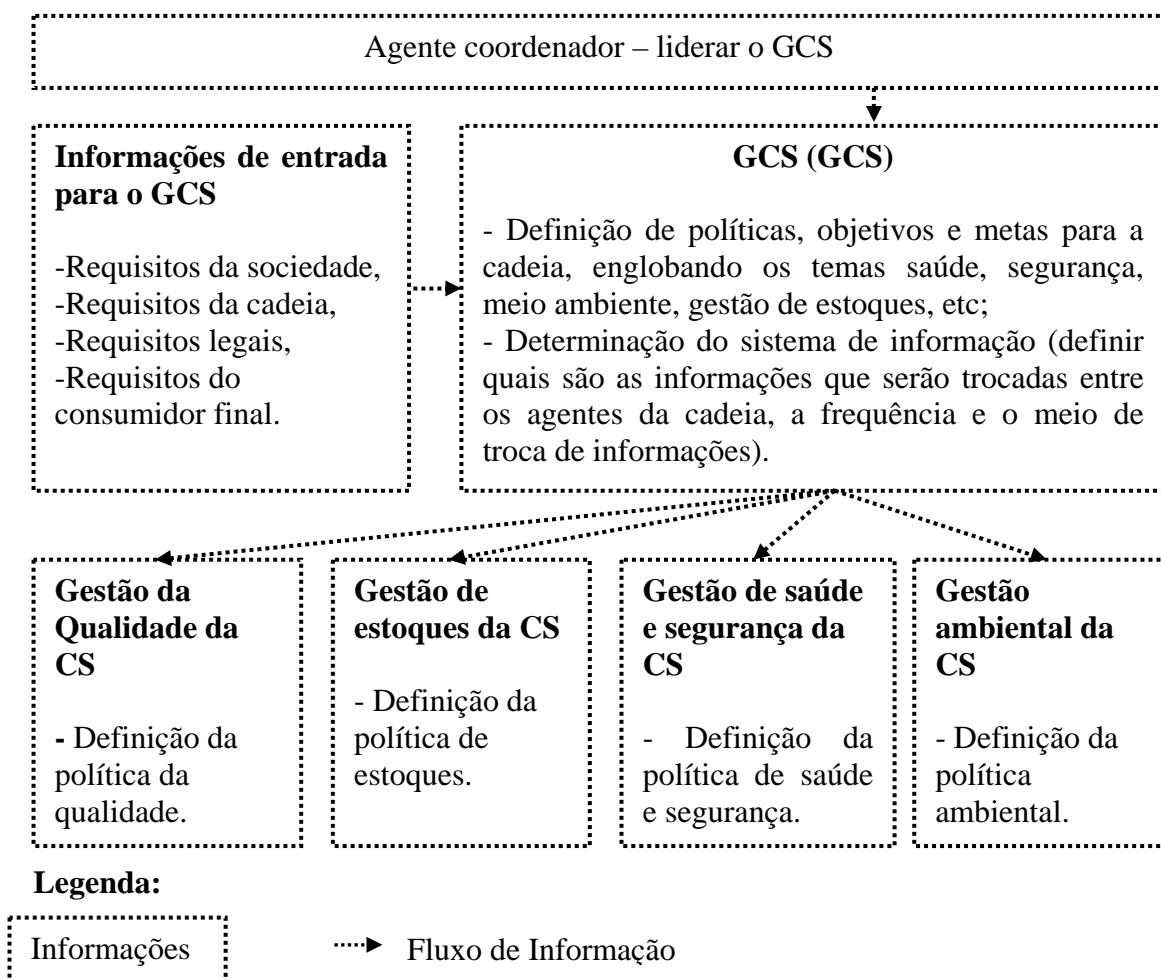 Agente coordenador – liderar o GCS
Informações de entrada
para o GCS
-Requisitos da sociedade,
-Requisitos da cadeia,
-Requisitos legais,
-Requisitos do
consumidor final.
GCS (GCS)
- Definição de políticas, objetivos e metas para a
cadeia, englobando os temas saúde, segurança,
meio ambiente, gestão de estoques, etc;
- Determinação do sistema de informação (definir
quais são as informações que serão trocadas entre
os agentes da cadeia, a frequência e o meio de
troca de informações).
Gestão da
Qualidade da
CS
- Definição da
política da
qualidade.
Gestão de
estoques da CS
- Definição da
política de
estoques.
Gestão de saúde
e segurança da
CS
- Definição da
política de saúde
e segurança.
Gestão
ambiental da
CS
- Definição da
política
ambiental.
Legenda:
Informações
Fluxo de Informação